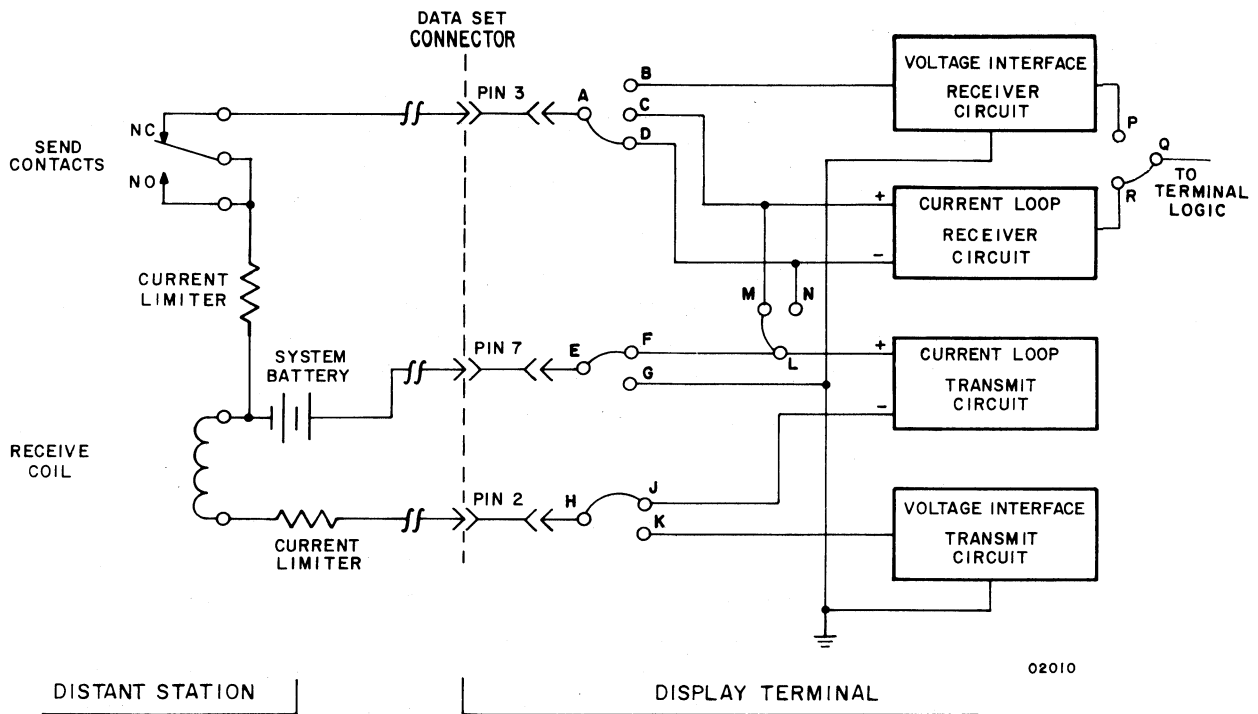 DATA SET
CONNECTOR
SEND
CONTACTS
NC
NO
PIN 3
A
B
C
D
VOLTAGE INTERFACE
RECEIVER
CIRCUIT
P
Q
R
TO
TERMINAL
LOGIC
+
CURRENT LOOP
RECEIVER
CIRCUIT
−
CURRENT
LIMITER
M
N
L
SYSTEM
BATTERY
PIN 7
E
F
G
+
CURRENT LOOP
TRANSMIT
CIRCUIT
−
RECEIVE
COIL
PIN 2
H
J
K
VOLTAGE INTERFACE
TRANSMIT
CIRCUIT
CURRENT
LIMITER
02010
DISTANT STATION
DISPLAY TERMINAL